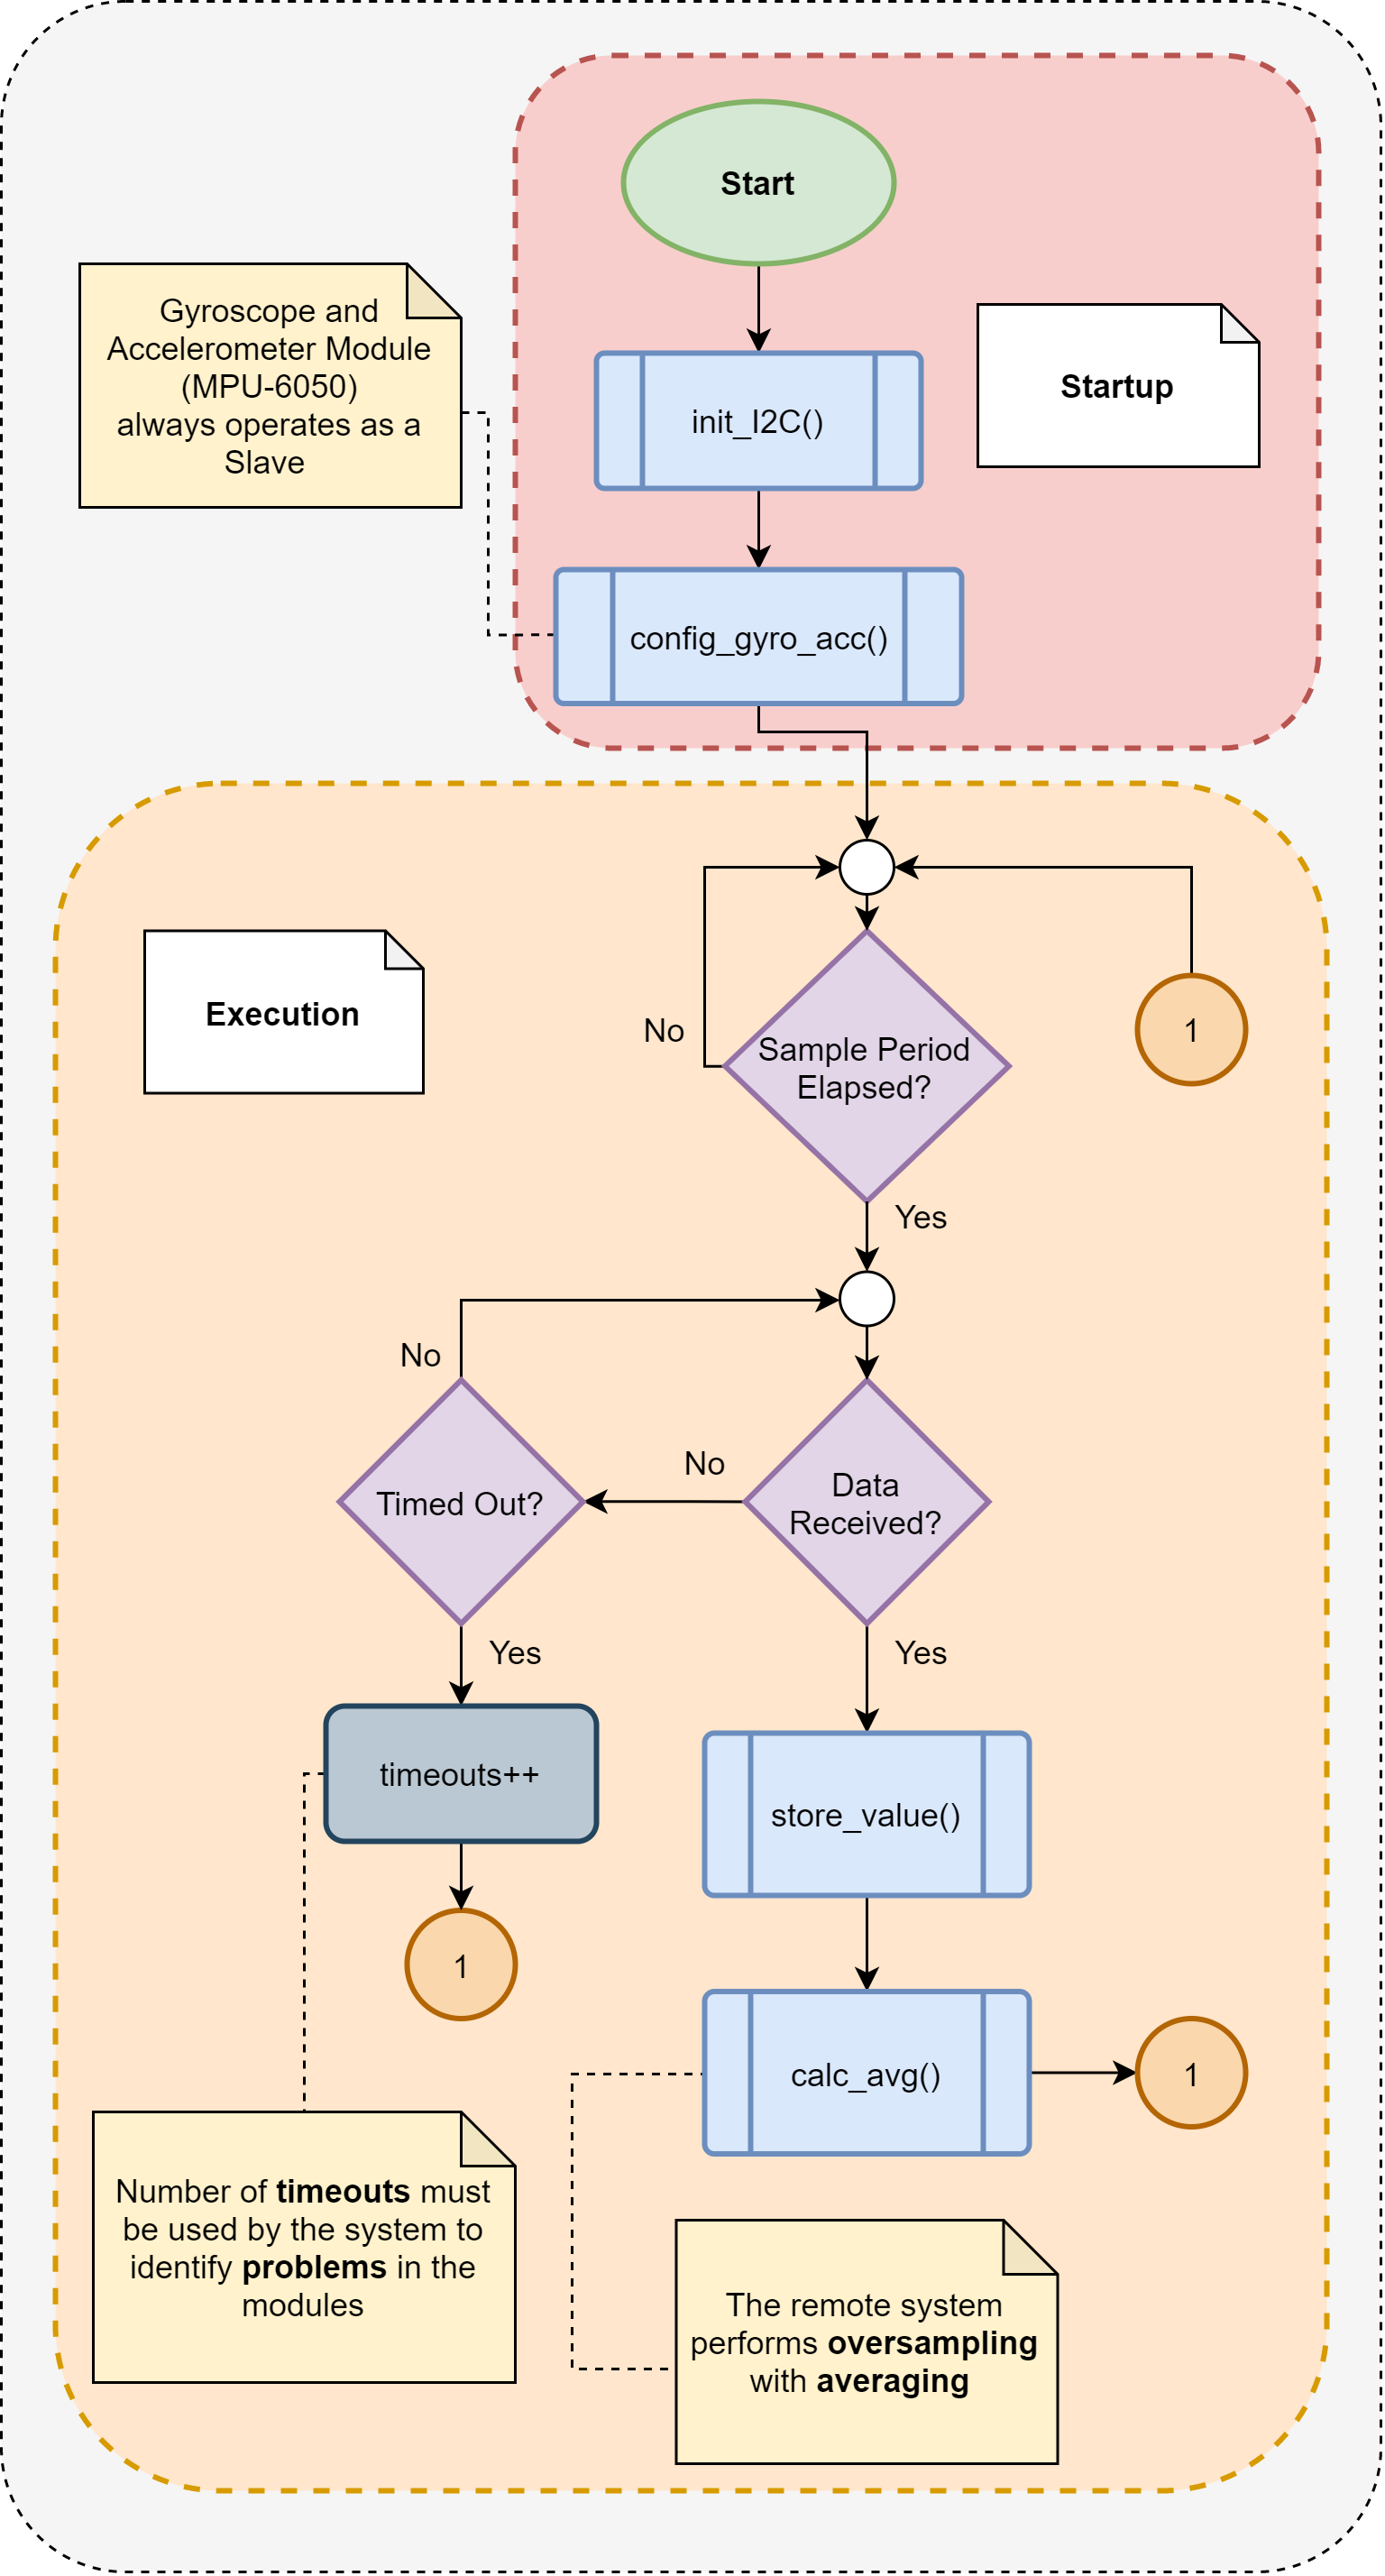 Start
Gyroscope and
Accelerometer Module
(MPU-6050)
always operates as a
Slave
Startup
init_I2C()
config_gyro_acc()
Execution
No
Sample Period
Elapsed?
1
Yes
No
Timed Out?
No
Data
Received?
Yes
Yes
timeouts++
store_value()
1
calc_avg()
1
Number of timeouts must
be used by the system to
identify problems in the
modules
The remote system
performs oversampling
with averaging